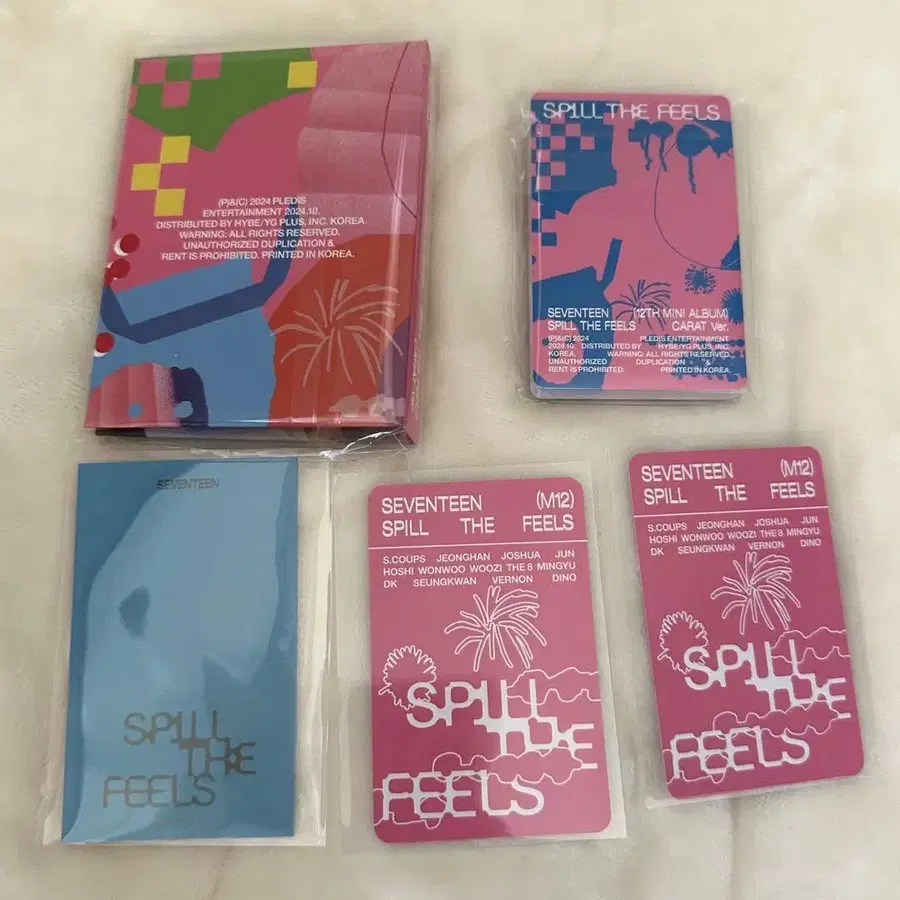 (P)&(C) 2024 PLEDIS
ENTERTAINMENT 2024.10.
DISTRIBUTED BY HYBE/YG PLUS, INC. KOREA.
WARNING: ALL RIGHTS RESERVED.
UNAUTHORIZED DUPLICATION &
RENT IS PROHIBITED. PRINTED IN KOREA.
SPILL THE FEELS
SEVENTEEN (12TH MINI ALBUM)
SPILL THE FEELS CARAT Ver.
(P)&(C) 2024 PLEDIS ENTERTAINMENT
2024.10. DISTRIBUTED BY HYBE/YG PLUS, INC.
KOREA. WARNING: ALL RIGHTS RESERVED.
UNAUTHORIZED DUPLICATION &
RENT IS PROHIBITED. PRINTED IN KOREA.
SEVENTEEN
SPILL
THE
FEELS
SEVENTEEN (M12)
SPILL THE FEELS
S.COUPS JEONGHAN JOSHUA JUN
HOSHI WONWOO WOOZI THE 8 MINGYU
DK SEUNGKWAN VERNON DINO
SPILL
THE
FEELS
SEVENTEEN (M12)
SPILL THE FEELS
S.COUPS JEONGHAN JOSHUA JUN
HOSHI WONWOO WOOZI THE 8 MINGYU
DK SEUNGKWAN VERNON DINO
SPILL
THE
FEELS